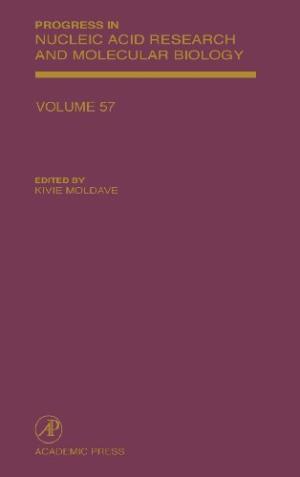 PROGRESS IN
NUCLEIC ACID RESEARCH
AND MOLECULAR BIOLOGY
VOLUME 57
EDITED BY
KIVIE MOLDAVE
AP
ACADEMIC PRESS